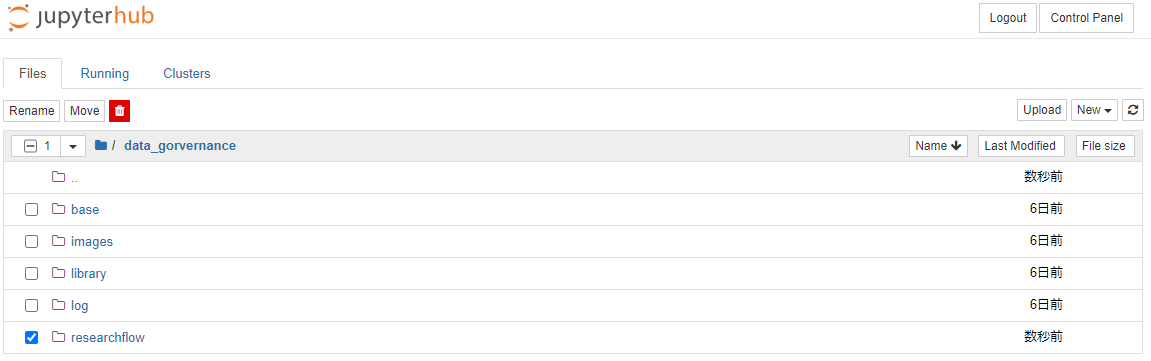 jupyterhub Logout Control Panel
Files Running Clusters
Rename Move Upload New
1 / data_gorvernance Name Last Modified File size
.. 数秒前
base 6日前
images 6日前
library 6日前
log 6日前
researchflow 数秒前